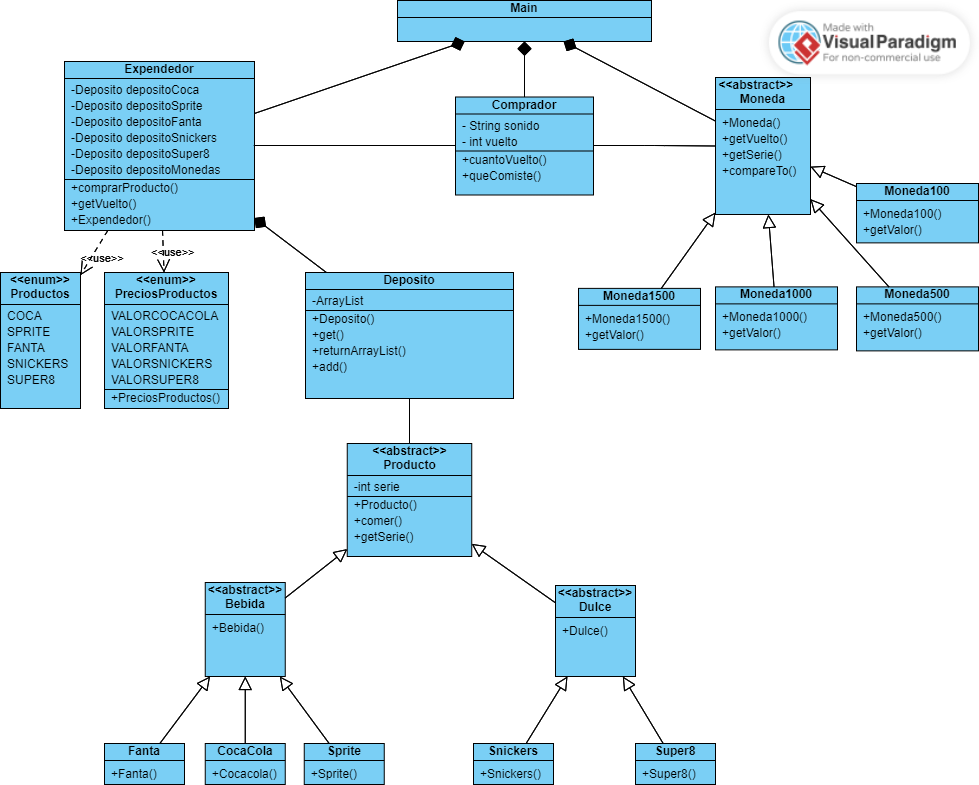 Main
Made with
VisualParadigm
For non-commercial use
Expendedor
-Deposito depositoCoca
-Deposito depositoSprite
-Deposito depositoFanta
-Deposito depositoSnickers
-Deposito depositoSuper8
-Deposito depositoMonedas
+comprarProducto()
+getVuelto()
+Expendedor()
Comprador
- String sonido
- int vuelto
+cuantoVuelto()
+queComiste()
<<abstract>>
Moneda
+Moneda()
+getVuelto()
+getSerie()
+compareTo()
Moneda100
+Moneda100()
+getValor()
<<use>>
<<use>>
<<enum>>
Productos
COCA
SPRITE
FANTA
SNICKERS
SUPER8
<<enum>>
PreciosProductos
VALORCOCACOLA
VALORSPRITE
VALORFANTA
VALORSNICKERS
VALORSUPER8
+PreciosProductos()
Deposito
-ArrayList
+Deposito()
+get()
+returnArrayList()
+add()
Moneda1500
+Moneda1500()
+getValor()
Moneda1000
+Moneda1000()
+getValor()
Moneda500
+Moneda500()
+getValor()
<<abstract>>
Producto
-int serie
+Producto()
+comer()
+getSerie()
<<abstract>>
Bebida
+Bebida()
<<abstract>>
Dulce
+Dulce()
Fanta
+Fanta()
CocaCola
+Cocacola()
Sprite
+Sprite()
Snickers
+Snickers()
Super8
+Super8()